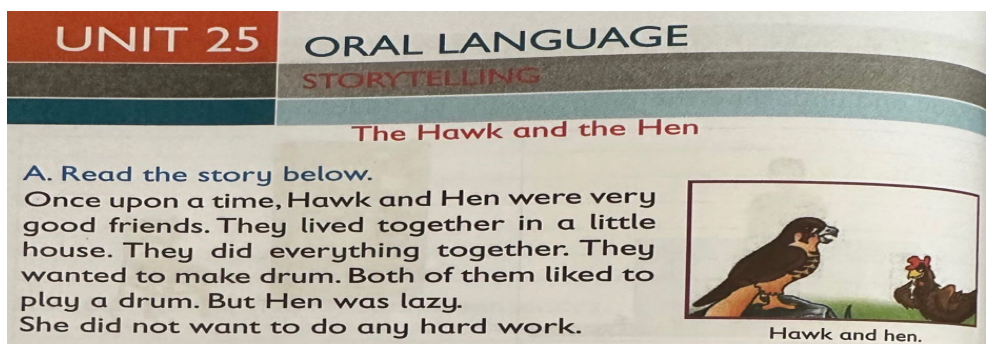 UNIT 25
ORAL LANGUAGE
STORYTELLING
The Hawk and the Hen
A. Read the story below.
Once upon a time, Hawk and Hen were very
good friends. They lived together in a little
house. They did everything together. They
wanted to make drum. Both of them liked to
play a drum. But Hen was lazy.
She did not want to do any hard work.
Hawk and hen.